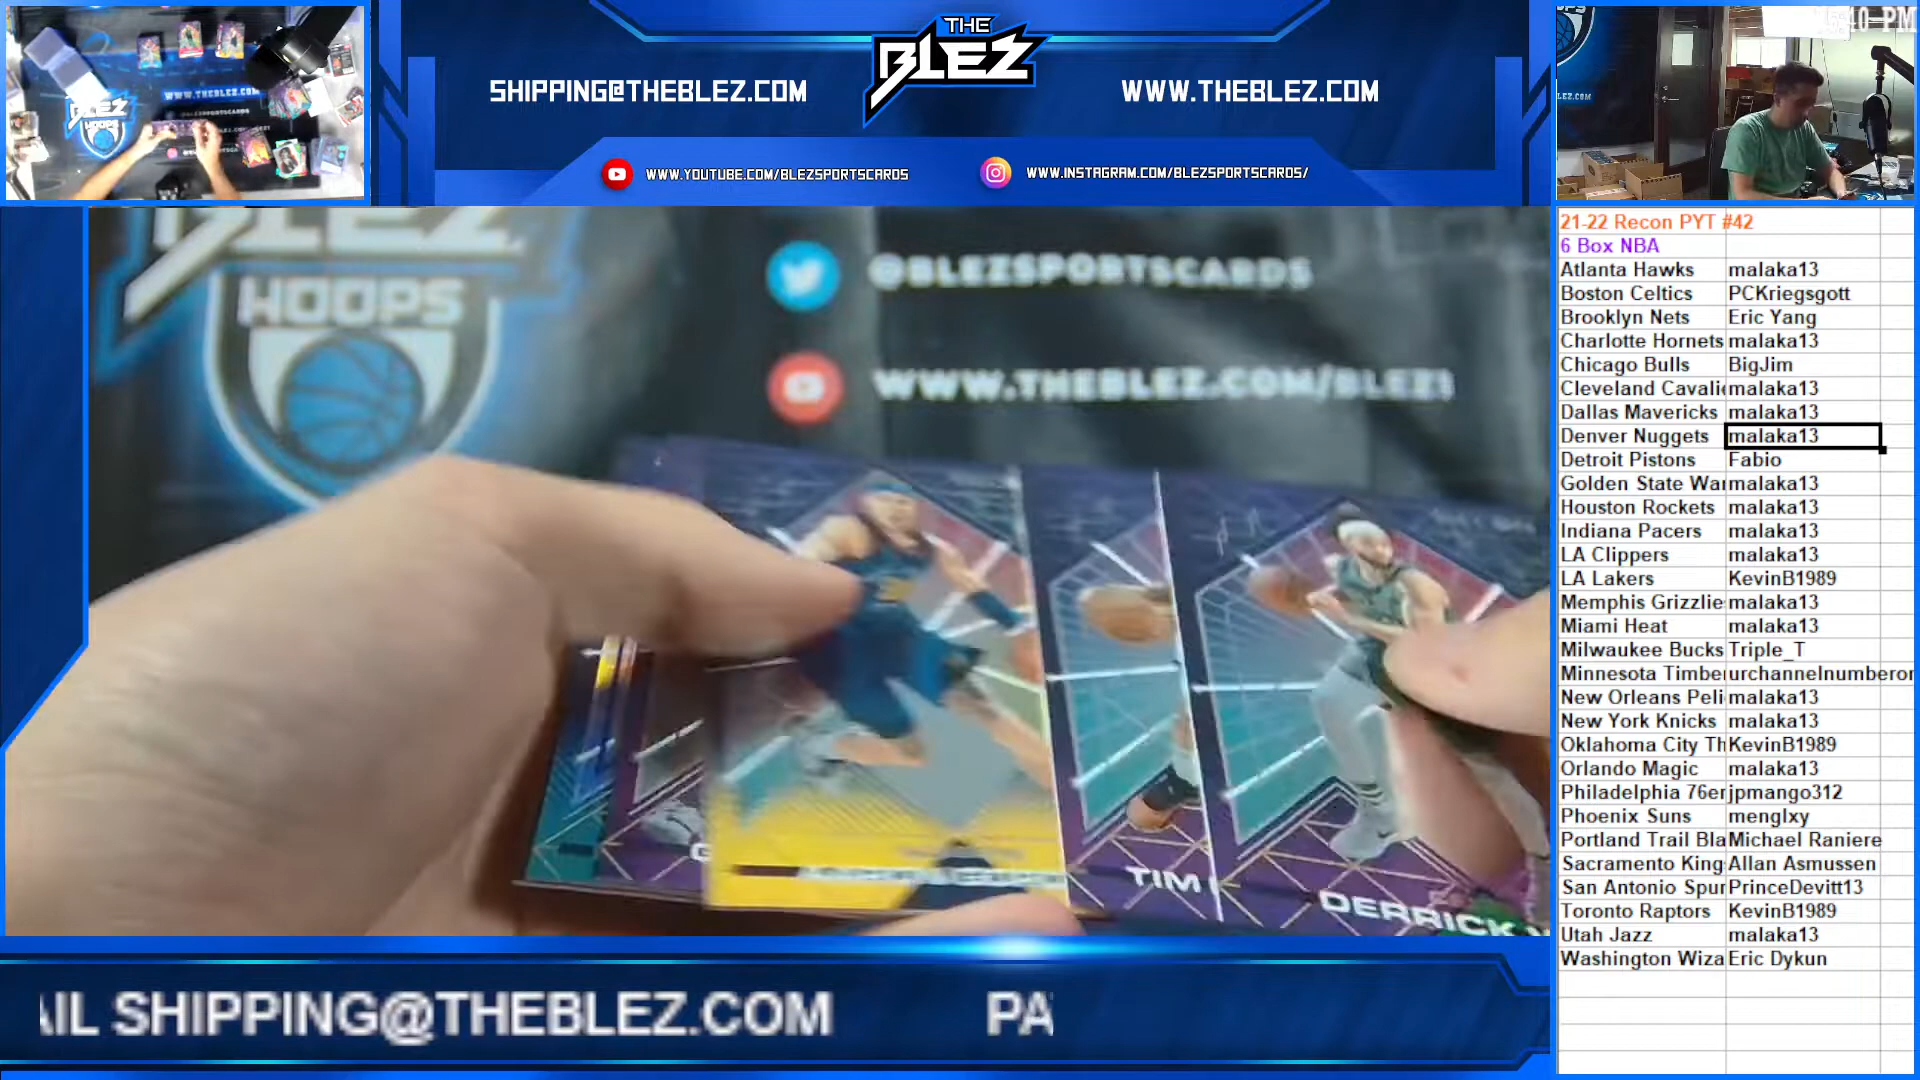 THE
BLEZ
SHIPPING@THEBLEZ.COM
WWW.THEBLEZ.COM
WWW.YOUTUBE.COM/BLEZSPORTSCARDS
WWW.INSTAGRAM.COM/BLEZSPORTSCARDS/
BLEZ
HOOPS
@BLEZSPORTSCARDS
WWW.THEBLEZ.COM/BLEZ
TIM
DERRICK
AIL SHIPPING@THEBLEZ.COM
PA
21-22 Recon PYT #42
6 Box NBA
Atlanta Hawks malaka13
Boston Celtics PCKriegsgott
Brooklyn Nets Eric Yang
Charlotte Hornets malaka13
Chicago Bulls BigJim
Cleveland Cavali malaka13
Dallas Mavericks malaka13
Denver Nuggets malaka13
Detroit Pistons Fabio
Golden State Wa malaka13
Houston Rockets malaka13
Indiana Pacers malaka13
LA Clippers malaka13
LA Lakers KevinB1989
Memphis Grizzlie malaka13
Miami Heat malaka13
Milwaukee Bucks Triple_T
Minnesota Timbe urchannelnumberor
New Orleans Peli malaka13
New York Knicks malaka13
Oklahoma City Th KevinB1989
Orlando Magic malaka13
Philadelphia 76er jpmango312
Phoenix Suns menglxy
Portland Trail Bla Michael Raniere
Sacramento King Allan Asmussen
San Antonio Spur PrinceDevitt13
Toronto Raptors KevinB1989
Utah Jazz malaka13
Washington Wiza Eric Dykun